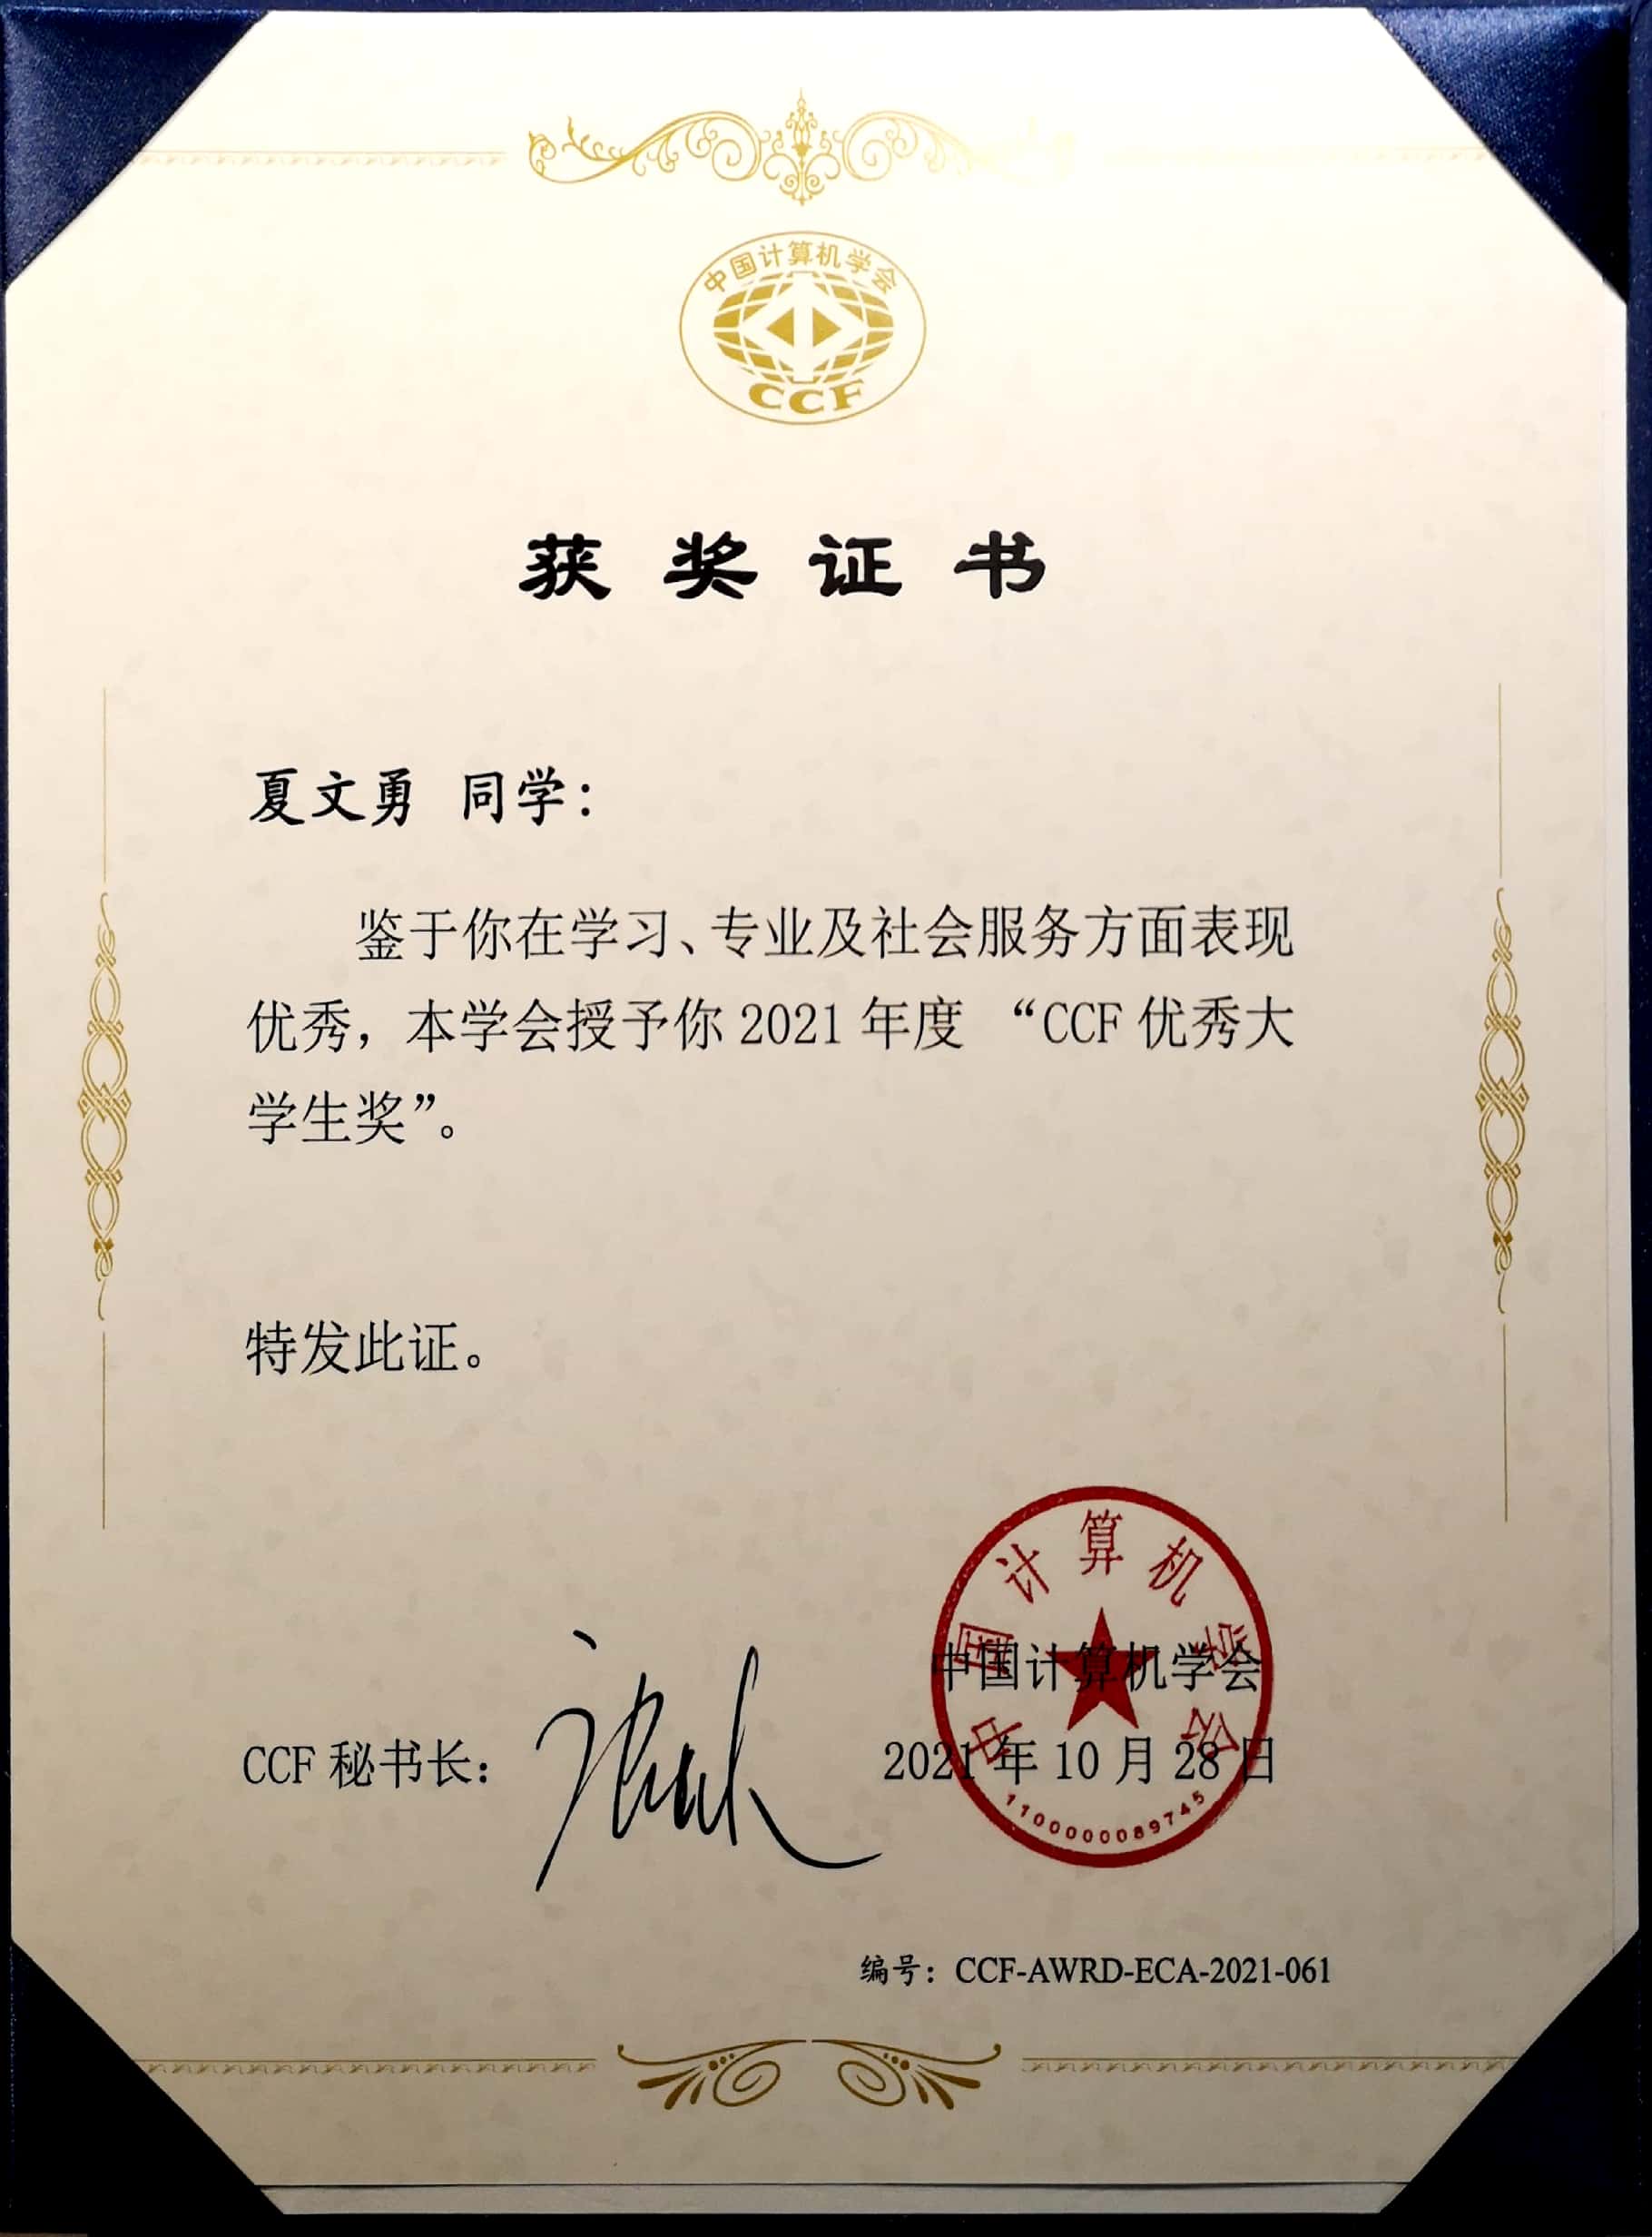 中国计算机学会
CCF
获奖证书
夏文勇 同学：
鉴于你在学习、专业及社会服务方面表现
优秀，本学会授予你 2021 年度 “CCF 优秀大
学生奖”。
特发此证。
中国计算机学会
中国计算机学会
CCF 秘书长：
2021 年 10 月 28 日
1100000089745
编号：CCF-AWRD-ECA-2021-061